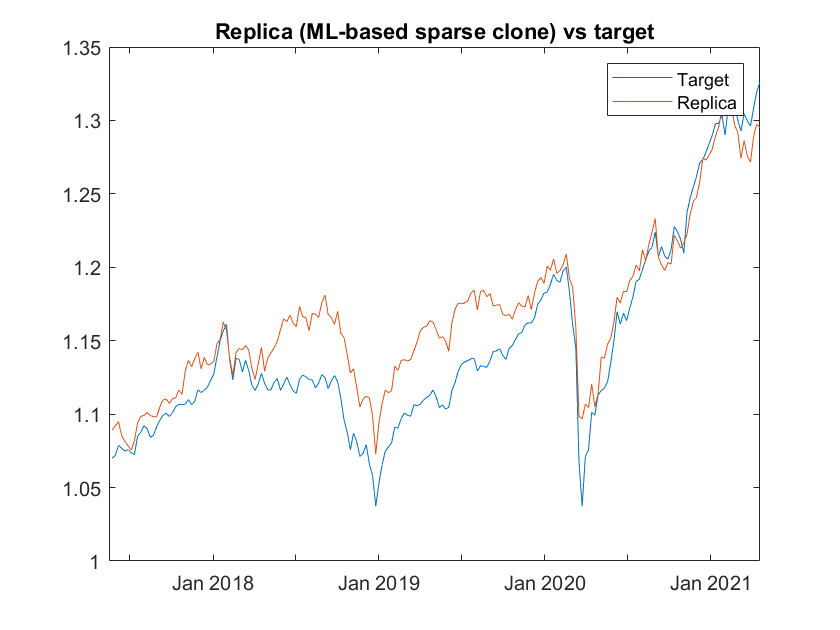 Replica (ML-based sparse clone) vs target
1.35
1.3
1.25
1.2
1.15
1.1
1.05
1
Target
Replica
Jan 2018
Jan 2019
Jan 2020
Jan 2021